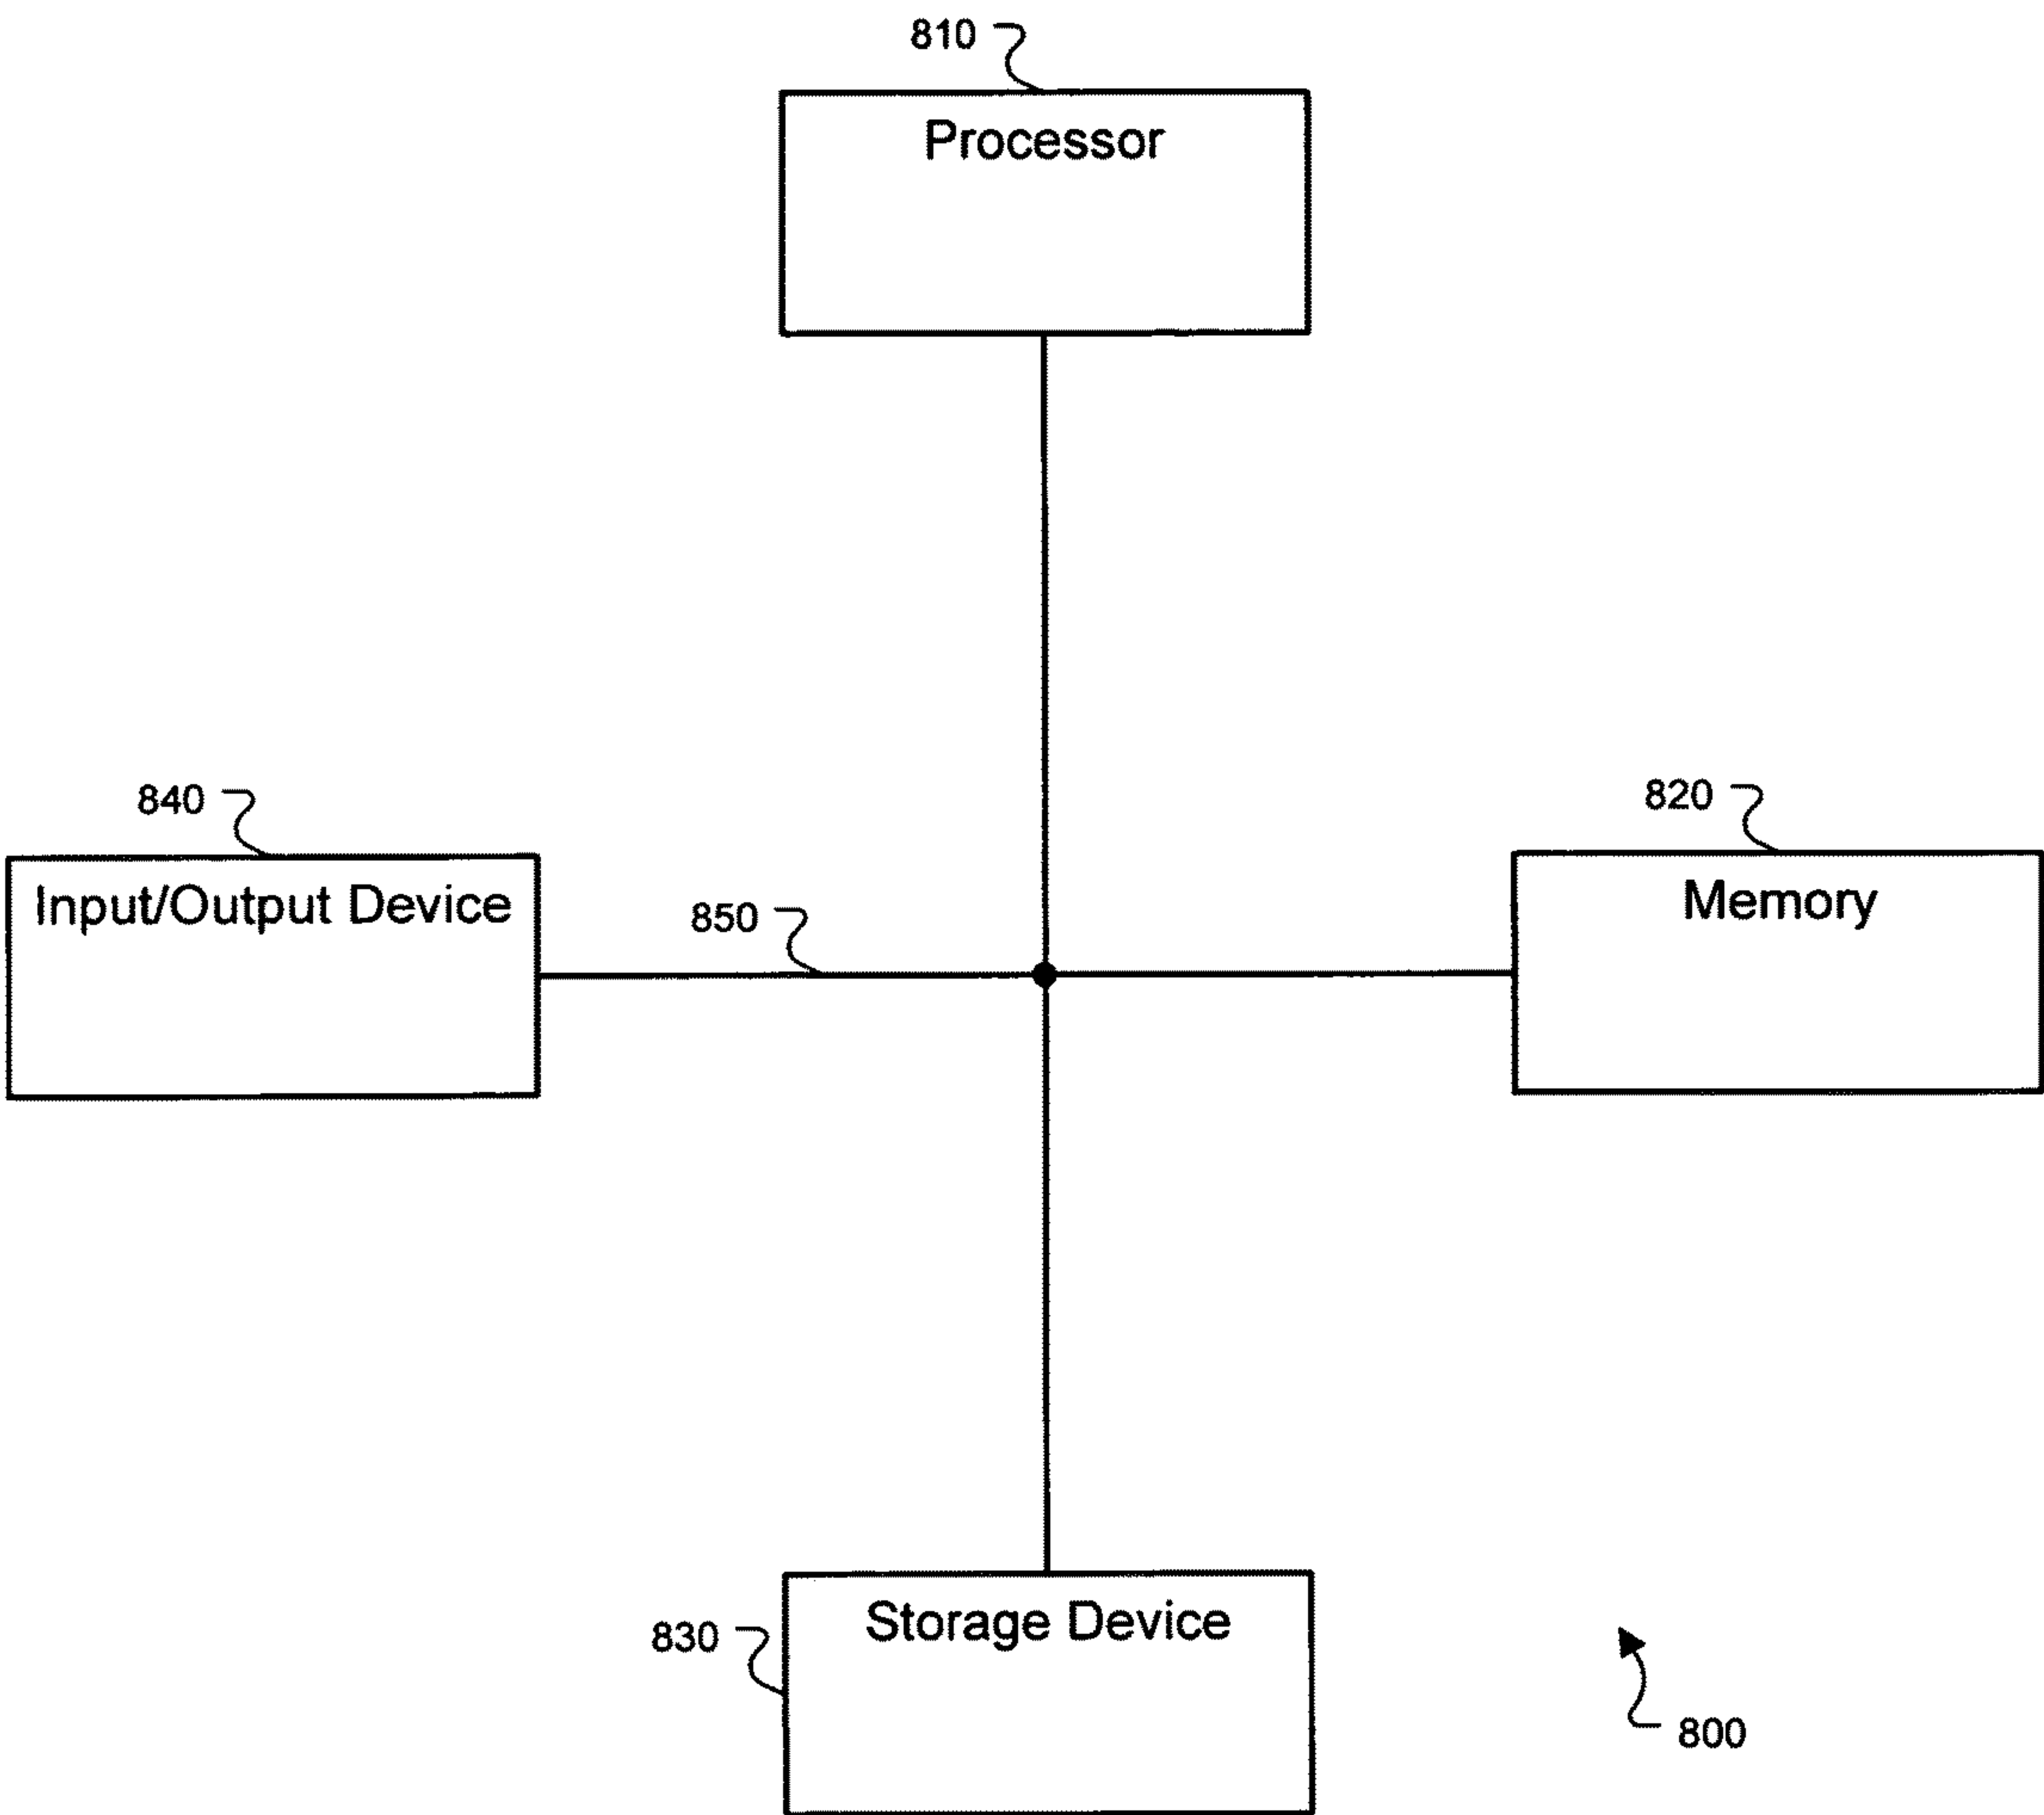 810
Processor
840
820
Input/Output Device
850
Memory
Storage Device
830
800